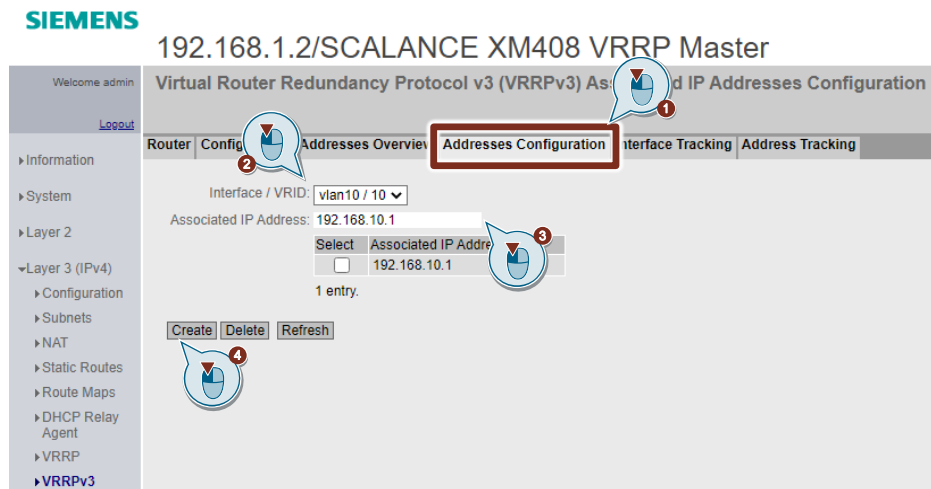 SIEMENS
192.168.1.2/SCALANCE XM408 VRRP Master
Welcome admin
Logout
Virtual Router Redundancy Protocol v3 (VRRPv3) As d IP Addresses Configuration
1
Router Config Addresses Overview Addresses Configuration Interface Tracking Address Tracking
2
Information
System
Layer 2
Layer 3 (IPv4)
Configuration
Subnets
NAT
Static Routes
Route Maps
DHCP Relay
Agent
VRRP
VRRPv3
Interface / VRID: vlan10 / 10
Associated IP Address: 192.168.10.1
3
Select Associated IP Addre
192.168.10.1
1 entry.
Create Delete Refresh
4